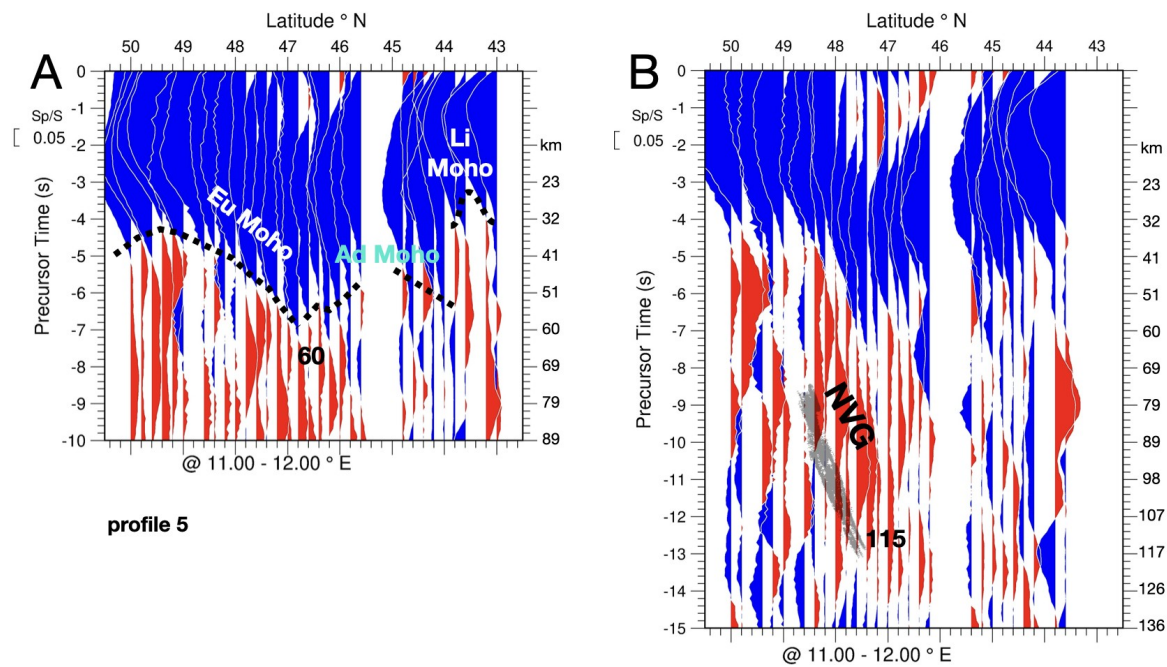 Latitude ° N
50 49 48 47 46 45 44 43
A
Sp/S
0.05
Precursor Time (s)
0
-1
-2
-3
-4
-5
-6
-7
-8
-9
-10
km
23
32
41
51
60
69
79
89
Li
Moho
Eu Moho
Ad Moho
60
@ 11.00 - 12.00 ° E
profile 5
Latitude ° N
50 49 48 47 46 45 44 43
B
Sp/S
0.05
Precursor Time (s)
0
-1
-2
-3
-4
-5
-6
-7
-8
-9
-10
-11
-12
-13
-14
-15
km
23
32
41
51
60
69
79
89
98
107
117
126
136
NVG
115
@ 11.00 - 12.00 ° E